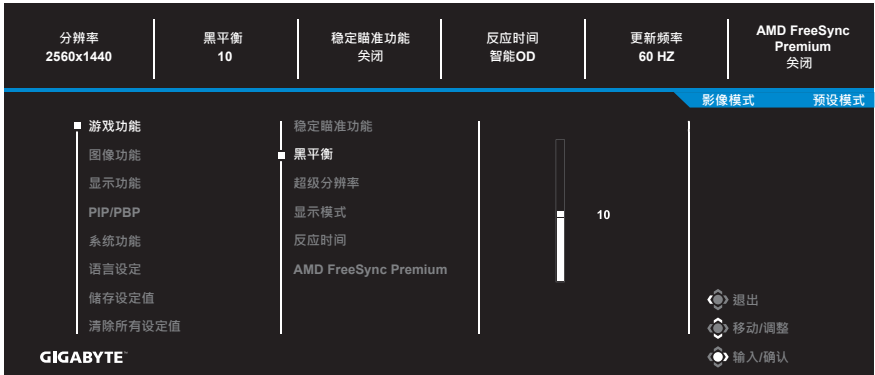 分辨率
2560x1440
黑平衡
10
稳定瞄准功能
关闭
反应时间
智能OD
更新频率
60 HZ
AMD FreeSync
Premium
关闭
影像模式
预设模式
游戏功能
图像功能
显示功能
PIP/PBP
系统功能
语言设定
储存设定值
清除所有设定值
稳定瞄准功能
黑平衡
超级分辨率
显示模式
反应时间
AMD FreeSync Premium
10
退出
移动/调整
输入/确认
GIGABYTE™